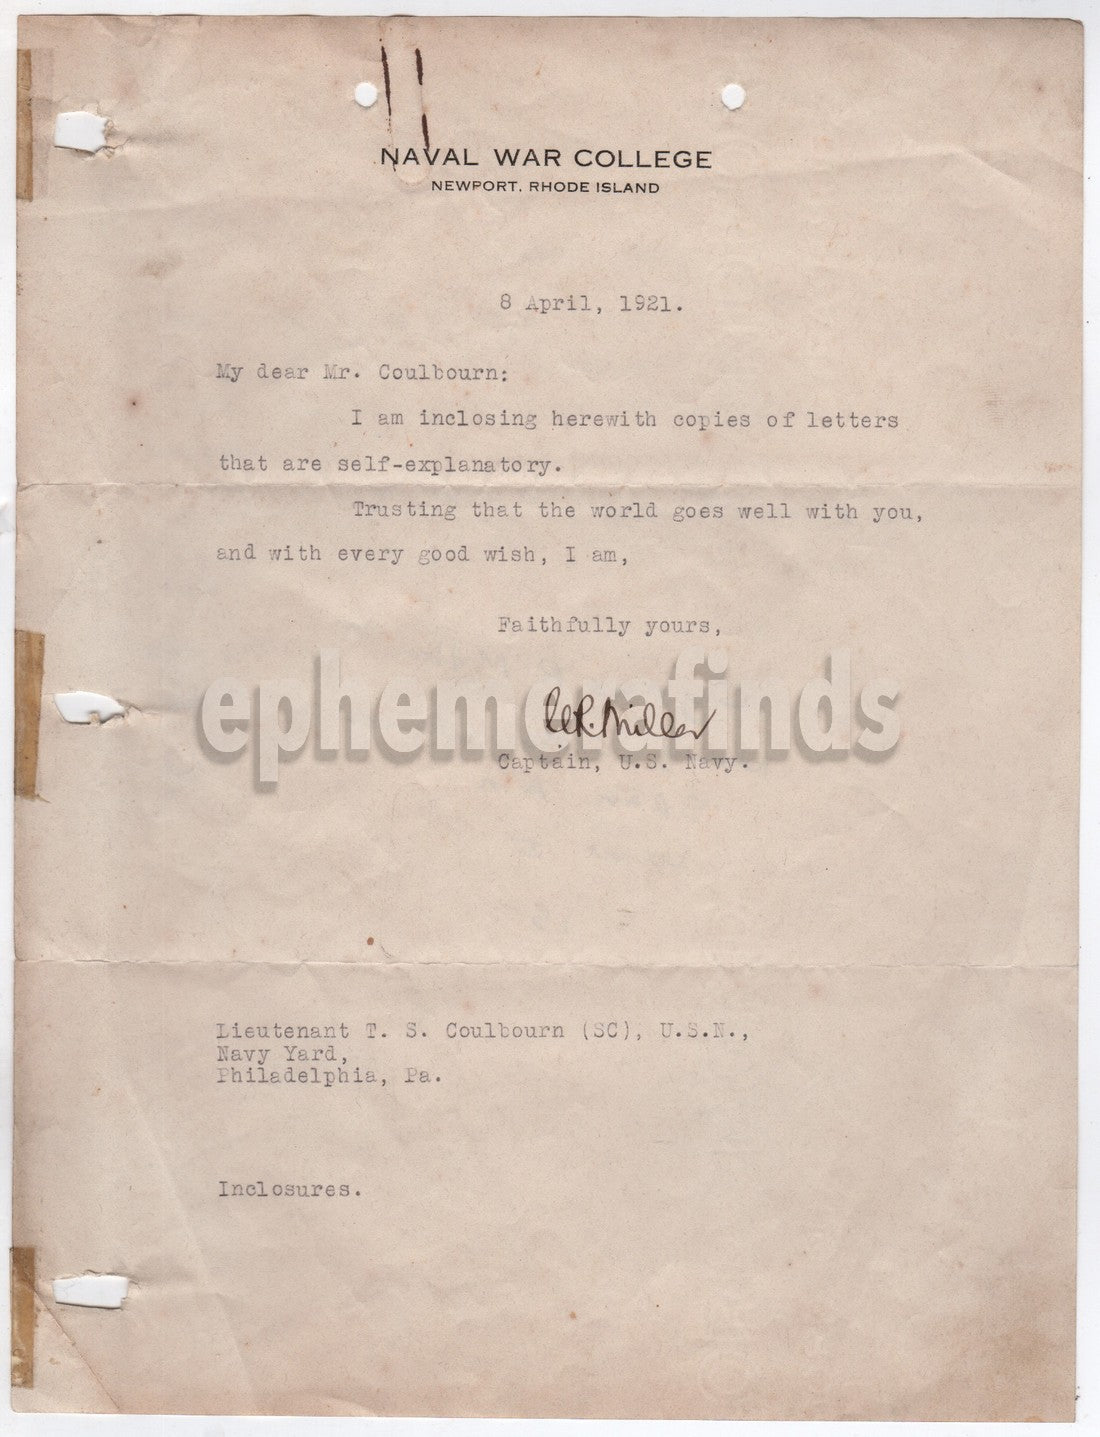 NAVAL WAR COLLEGE
NEWPORT, RHODE ISLAND
8 April, 1921.
My dear Mr. Coulbourn:
I am inclosing herewith copies of letters
that are self-explanatory.
Trusting that the world goes well with you,
and with every good wish, I am,
Faithfully yours,
ephemerafinds
Miller
Captain, U.S. Navy.
Lieutenant T. S. Coulbourn (SC), U.S.N.,
Navy Yard,
Philadelphia, Pa.
Inclosures.